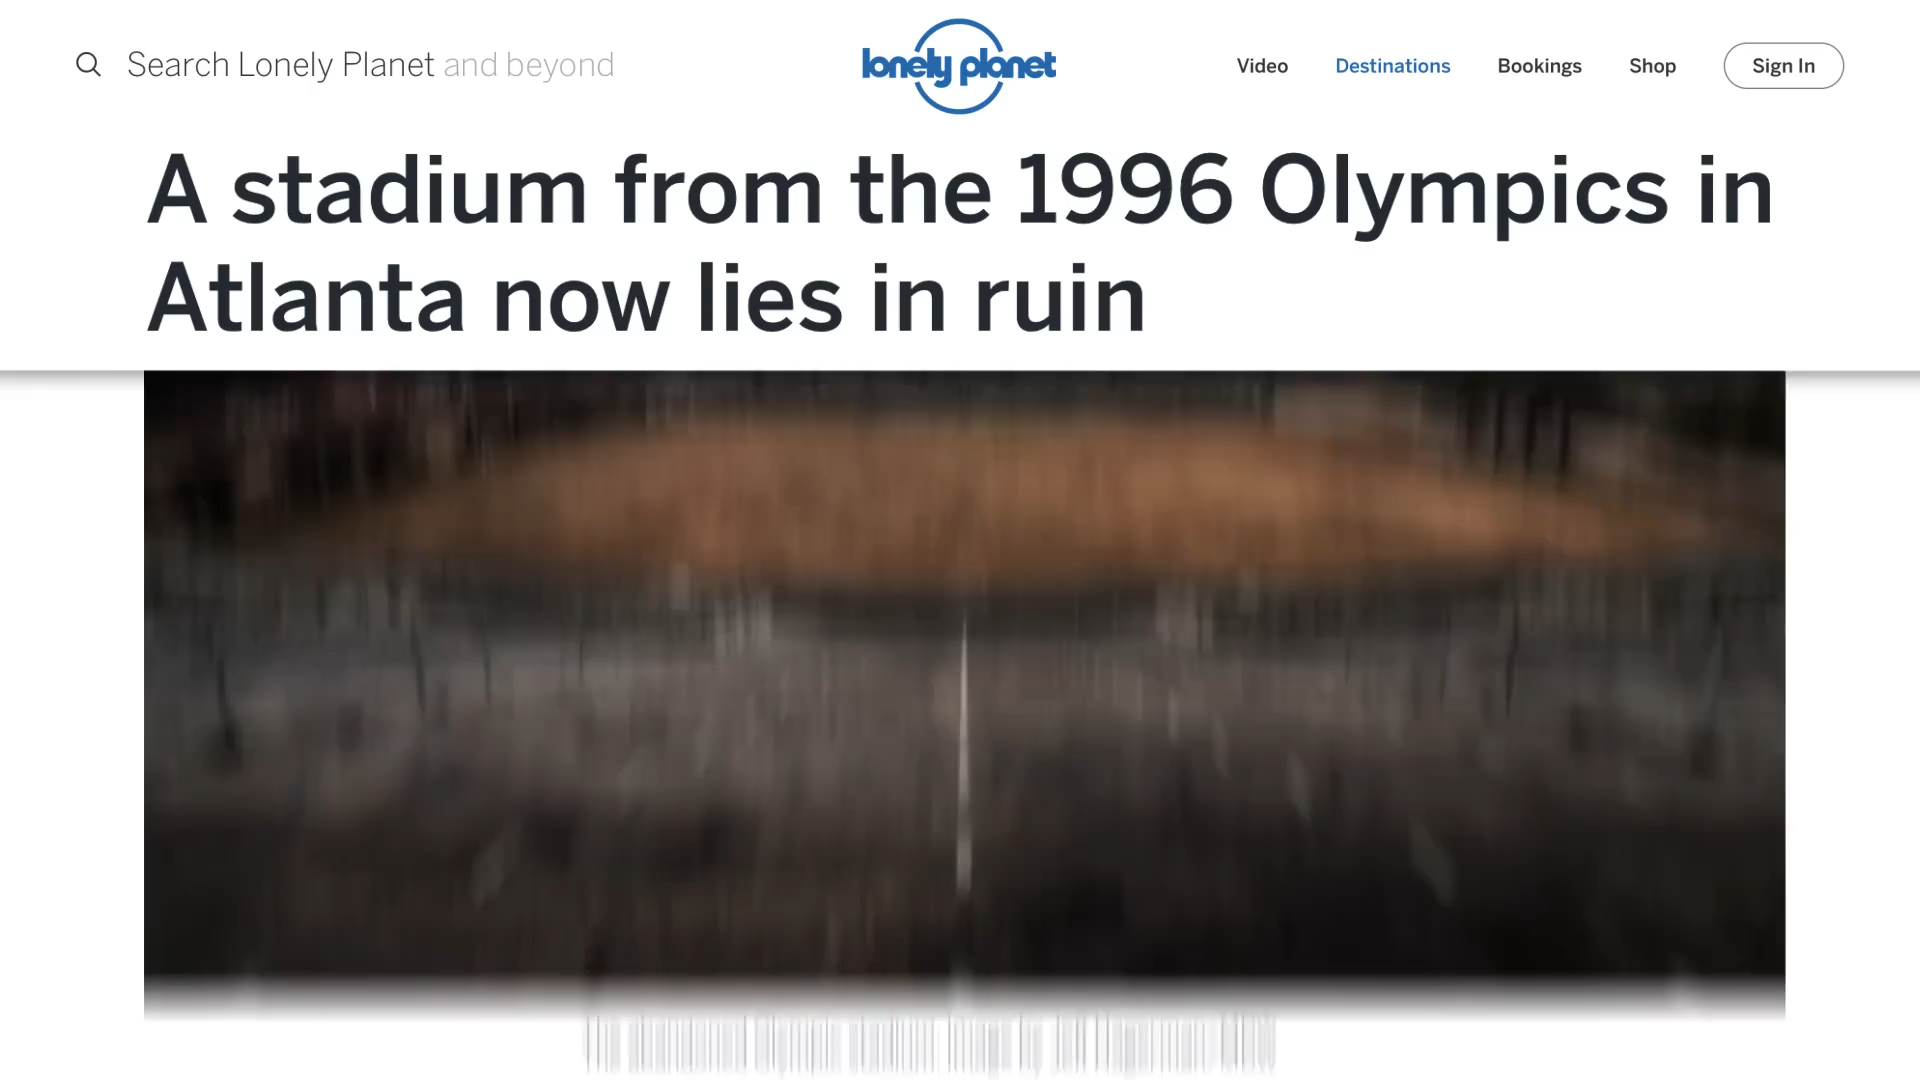 Search Lonely Planet and beyond
lonely planet
Video
Destinations
Bookings
Shop
Sign In
A stadium from the 1996 Olympics in
Atlanta now lies in ruin